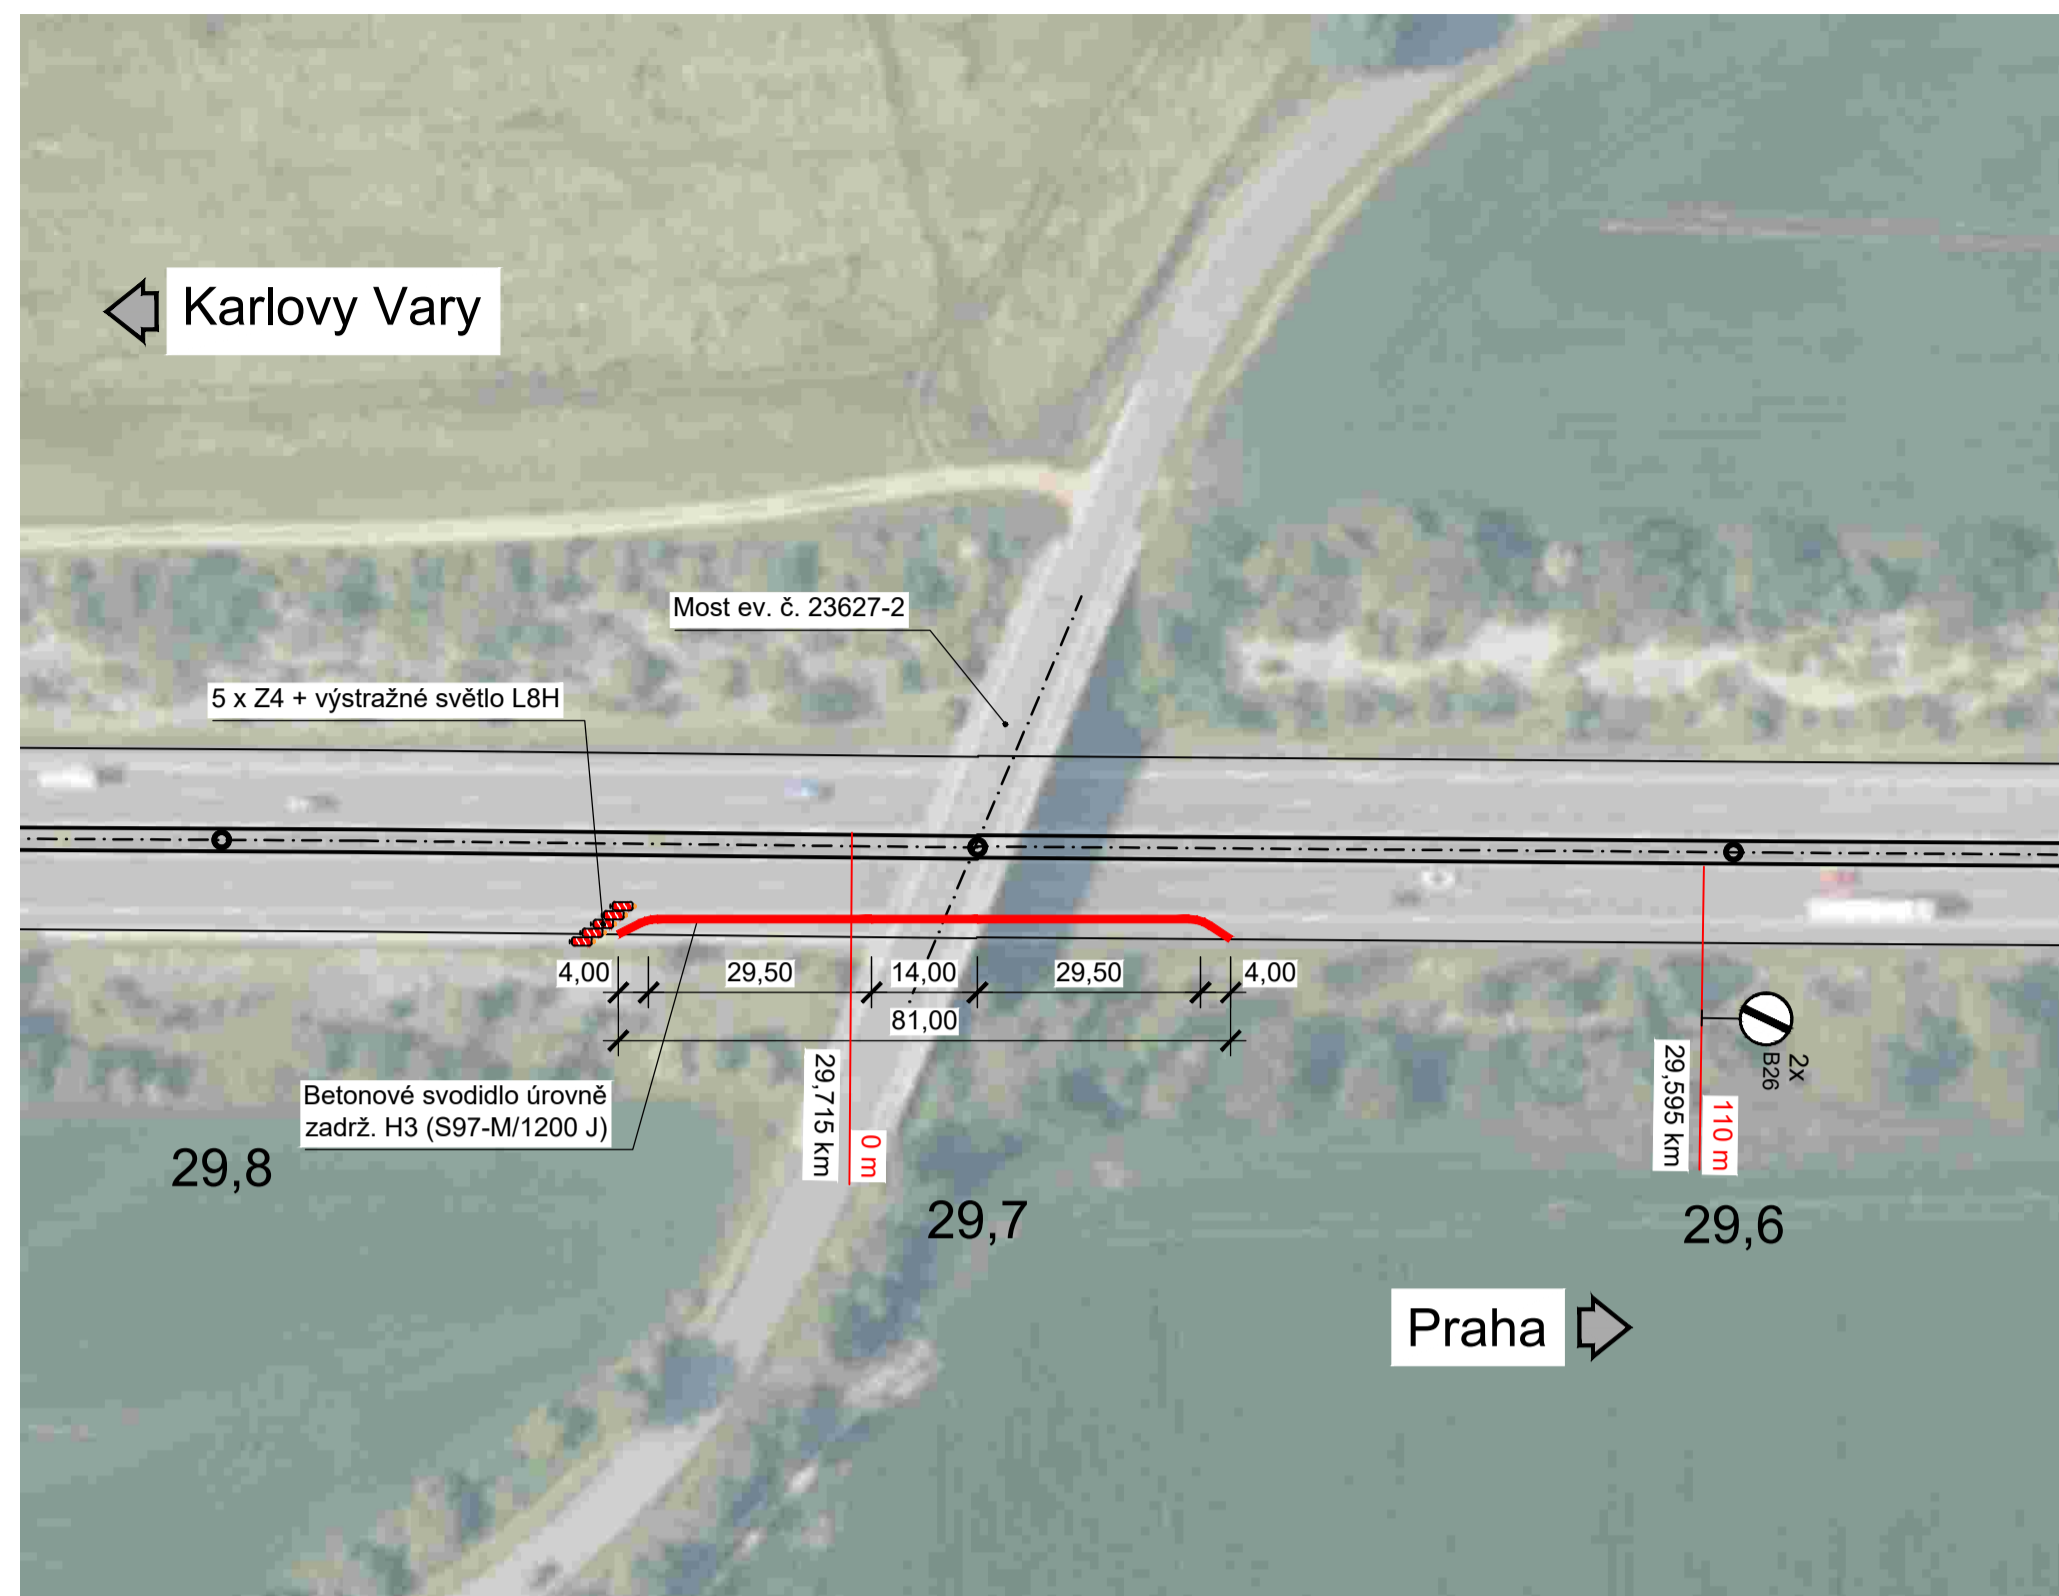 Karlovy Vary
Most ev. č. 23627-2
5 x Z4 + výstražné světlo L8H
4,00
29,50
14,00
29,50
4,00
81,00
Betonové svodidlo úrovně
zadrž. H3 (S97-M/1200 J)
29,715 km
0 m
29,595 km
110 m
2x
B26
29,8
29,7
29,6
Praha